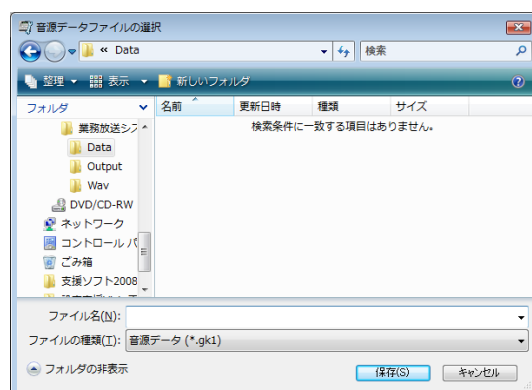 音源データファイルの選択
« Data
検索
整理 表示 新しいフォルダ
フォルダ
名前 更新日時 種類 サイズ
検索条件に一致する項目はありません。
業務放送シス
Data
Output
Wav
DVD/CD-RW
ネットワーク
コントロール パ
ごみ箱
支援ソフト2008
ファイル名(N):
ファイルの種類(T): 音源データ (*.gk1)
フォルダの非表示
保存(S) キャンセル